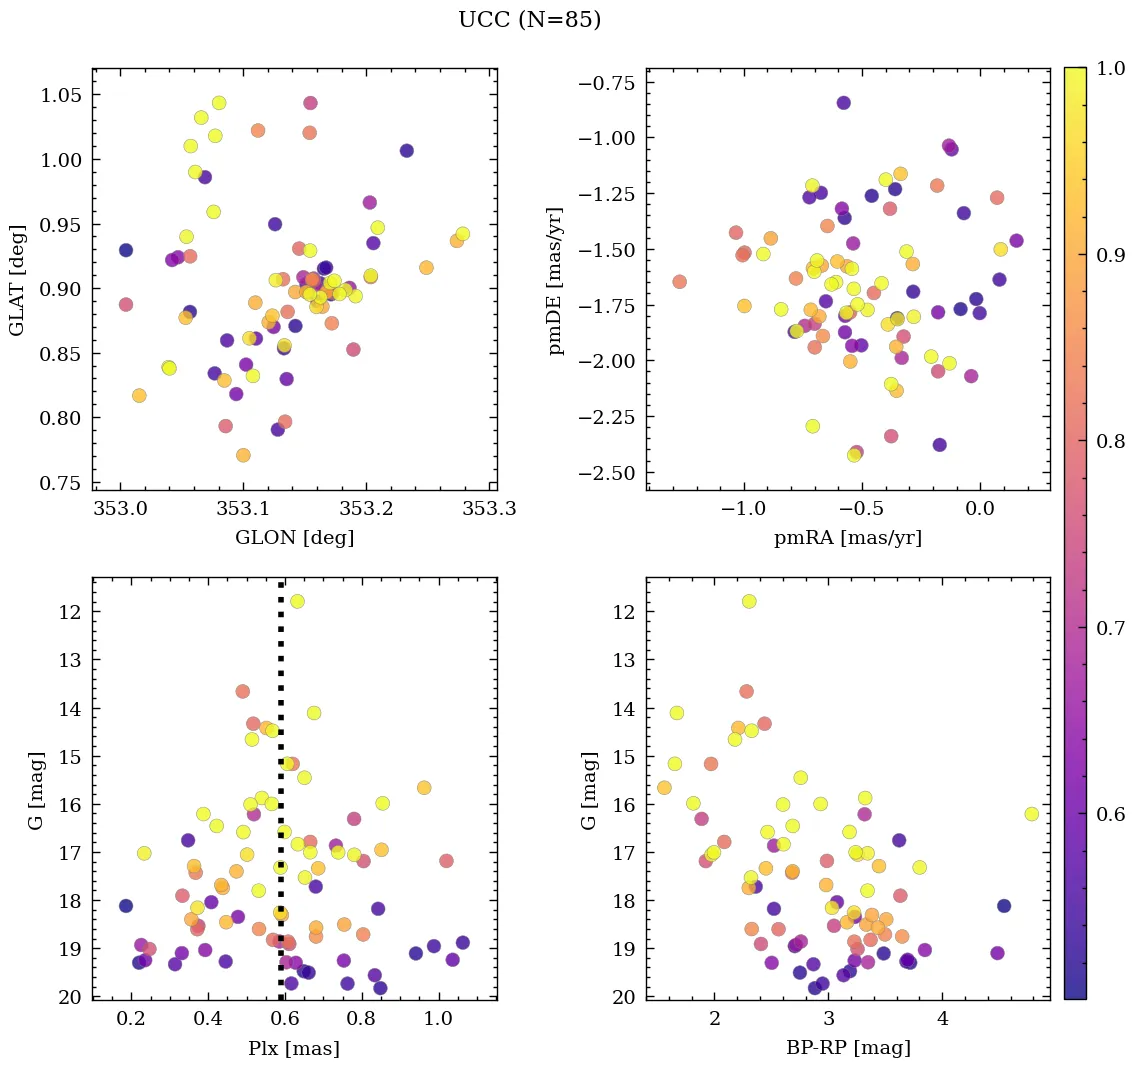 UCC (N=85)
1.05
1.00
0.95
0.90
0.85
0.80
0.75
GLAT [deg]
353.0 353.1 353.2 353.3
GLON [deg]
−0.75
−1.00
−1.25
−1.50
−1.75
−2.00
−2.25
−2.50
pmDE [mas/yr]
−1.0 −0.5 0.0
pmRA [mas/yr]
12
13
14
15
16
17
18
19
20
G [mag]
0.2 0.4 0.6 0.8 1.0
Plx [mas]
12
13
14
15
16
17
18
19
20
G [mag]
2 3 4
BP-RP [mag]
1.0
0.9
0.8
0.7
0.6